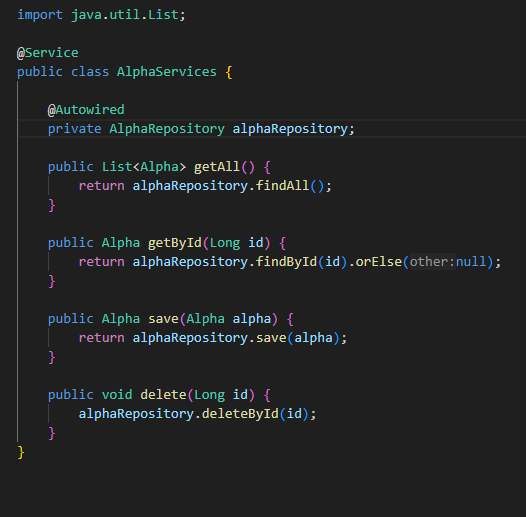 import java.util.List;
@Service
public class AlphaServices {
@Autowired
private AlphaRepository alphaRepository;
public List<Alpha> getAll() {
return alphaRepository.findAll();
}
public Alpha getById(Long id) {
return alphaRepository.findById(id).orElse(other:null);
}
public Alpha save(Alpha alpha) {
return alphaRepository.save(alpha);
}
public void delete(Long id) {
alphaRepository.deleteById(id);
}
}